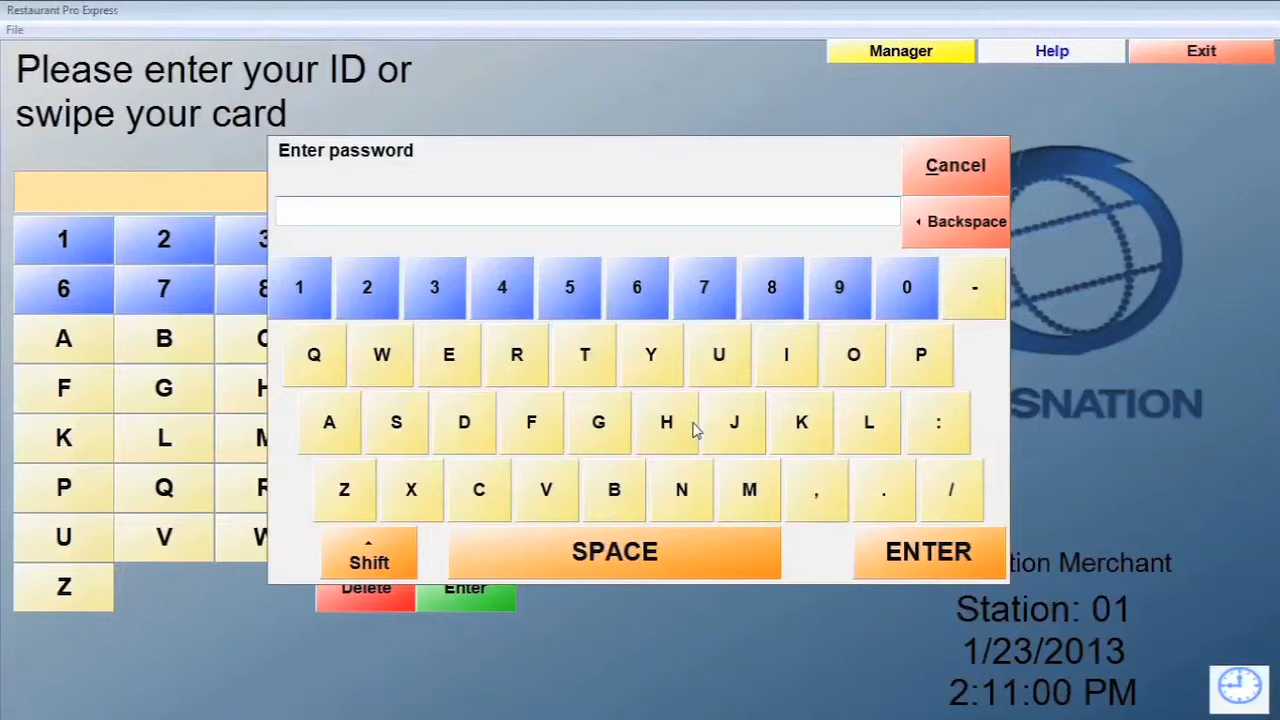 Restaurant Pro Express
File
Manager Help Exit
Please enter your ID or
swipe your card
Enter password
Cancel
Backspace
1 2 3
6 7 8
A B
F G H
K L
P Q
U V
Z
1 2 3 4 5 6 7 8 9 0 -
Q W E R T Y U I O P
A S D F G H J K L :
Z X C V B N M , . /
Shift SPACE ENTER
Delete Enter
SNATION
Merchant
Station: 01
1/23/2013
2:11:00 PM